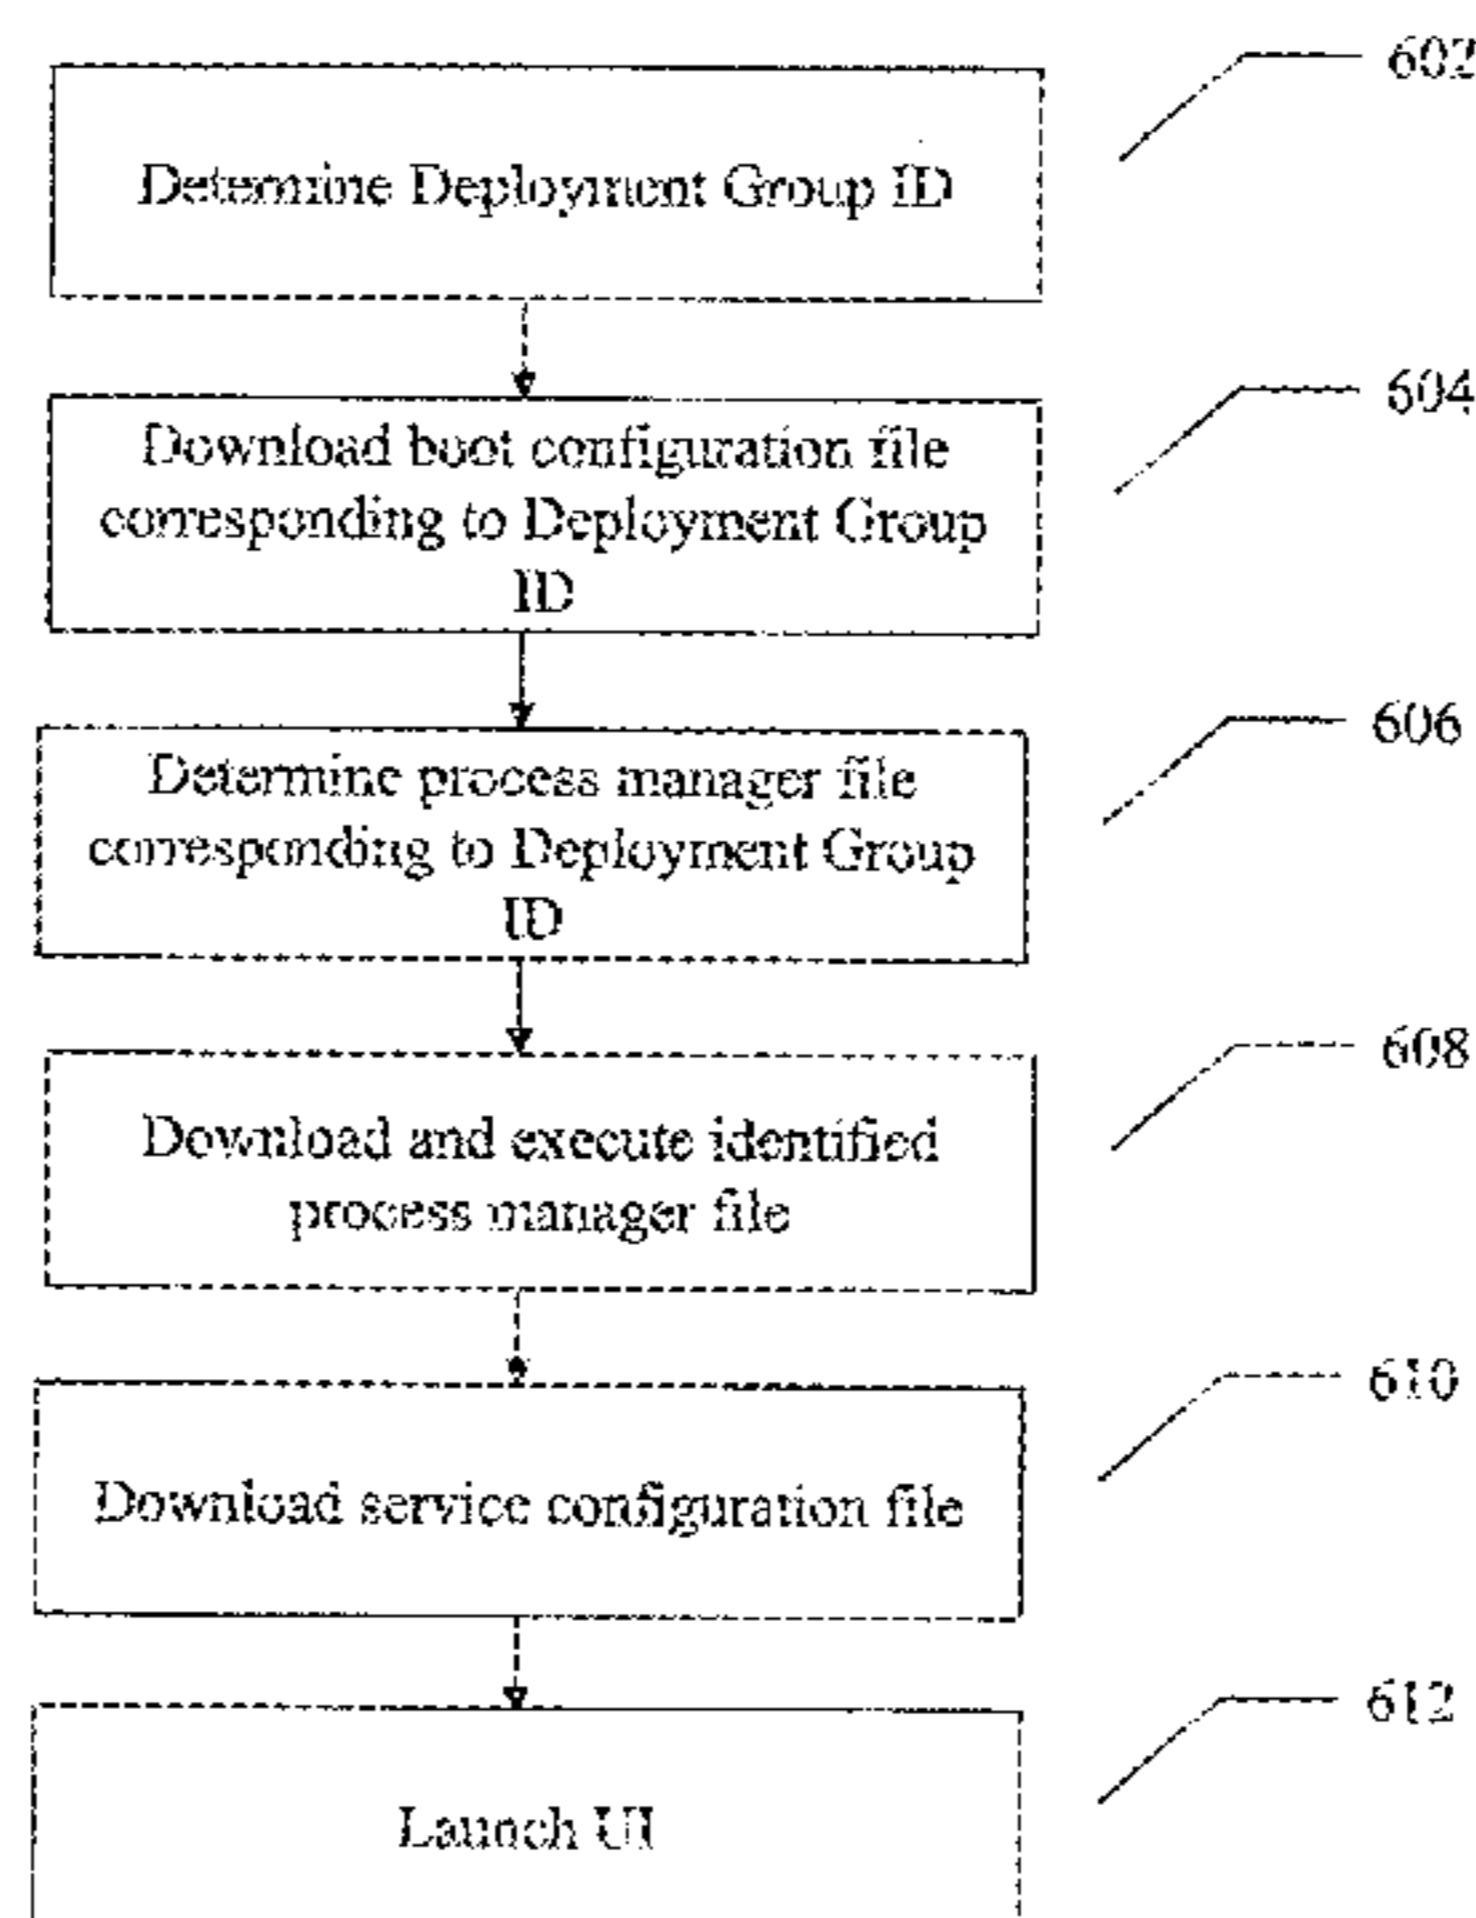 602
Determine Deployment Group ID
604
Download boot configuration file
corresponding to Deployment Group
ID
606
Determine process manager file
corresponding to Deployment Group
ID
608
Download and execute identified
process manager file
610
Download service configuration file
612
Launch UI